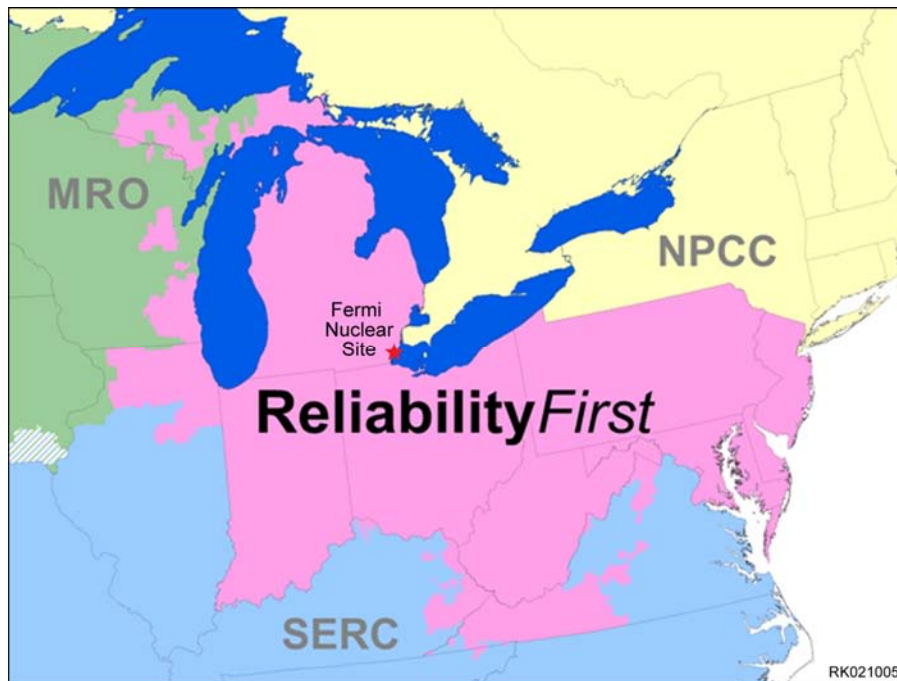 MRO
NPCC
Fermi
Nuclear
Site
ReliabilityFirst
SERC
RK021005